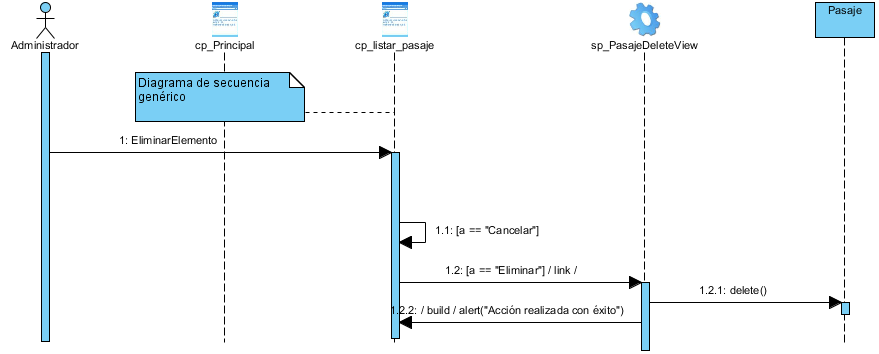 Administrador
cp_Principal
cp_listar_pasaje
sp_PasajeDeleteView
Pasaje
Diagrama de secuencia
genérico
1: EliminarElemento
1.1: [a == "Cancelar"]
1.2: [a == "Eliminar"] / link /
1.2.1: delete()
1.2.2: / build / alert("Acción realizada con éxito")